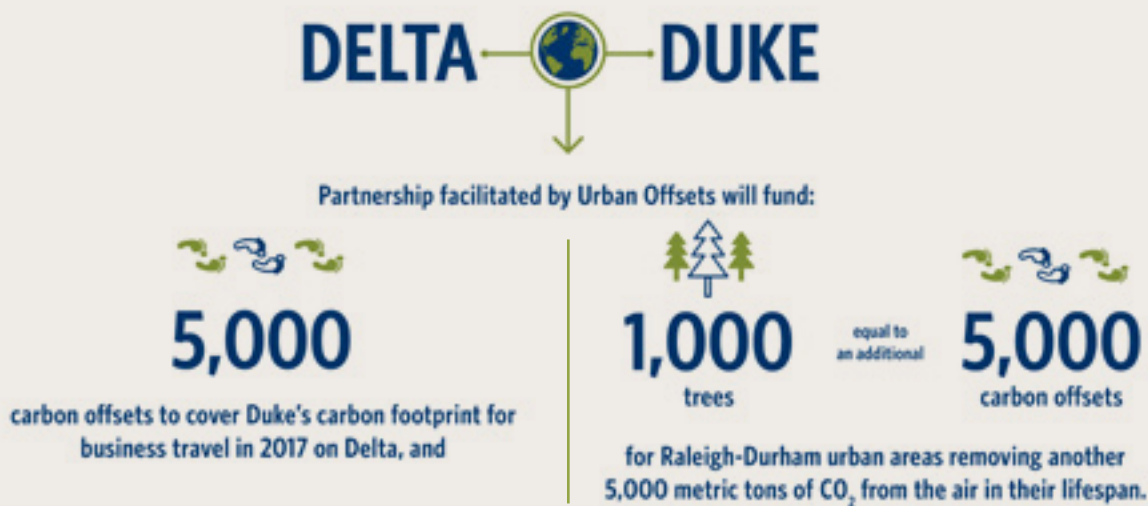 DELTA DUKE
Partnership facilitated by Urban Offsets will fund:
5,000
carbon offsets to cover Duke's carbon footprint for
business travel in 2017 on Delta, and
1,000
trees
equal to
an additional
5,000
carbon offsets
for Raleigh-Durham urban areas removing another
5,000 metric tons of CO₂ from the air in their lifespan.